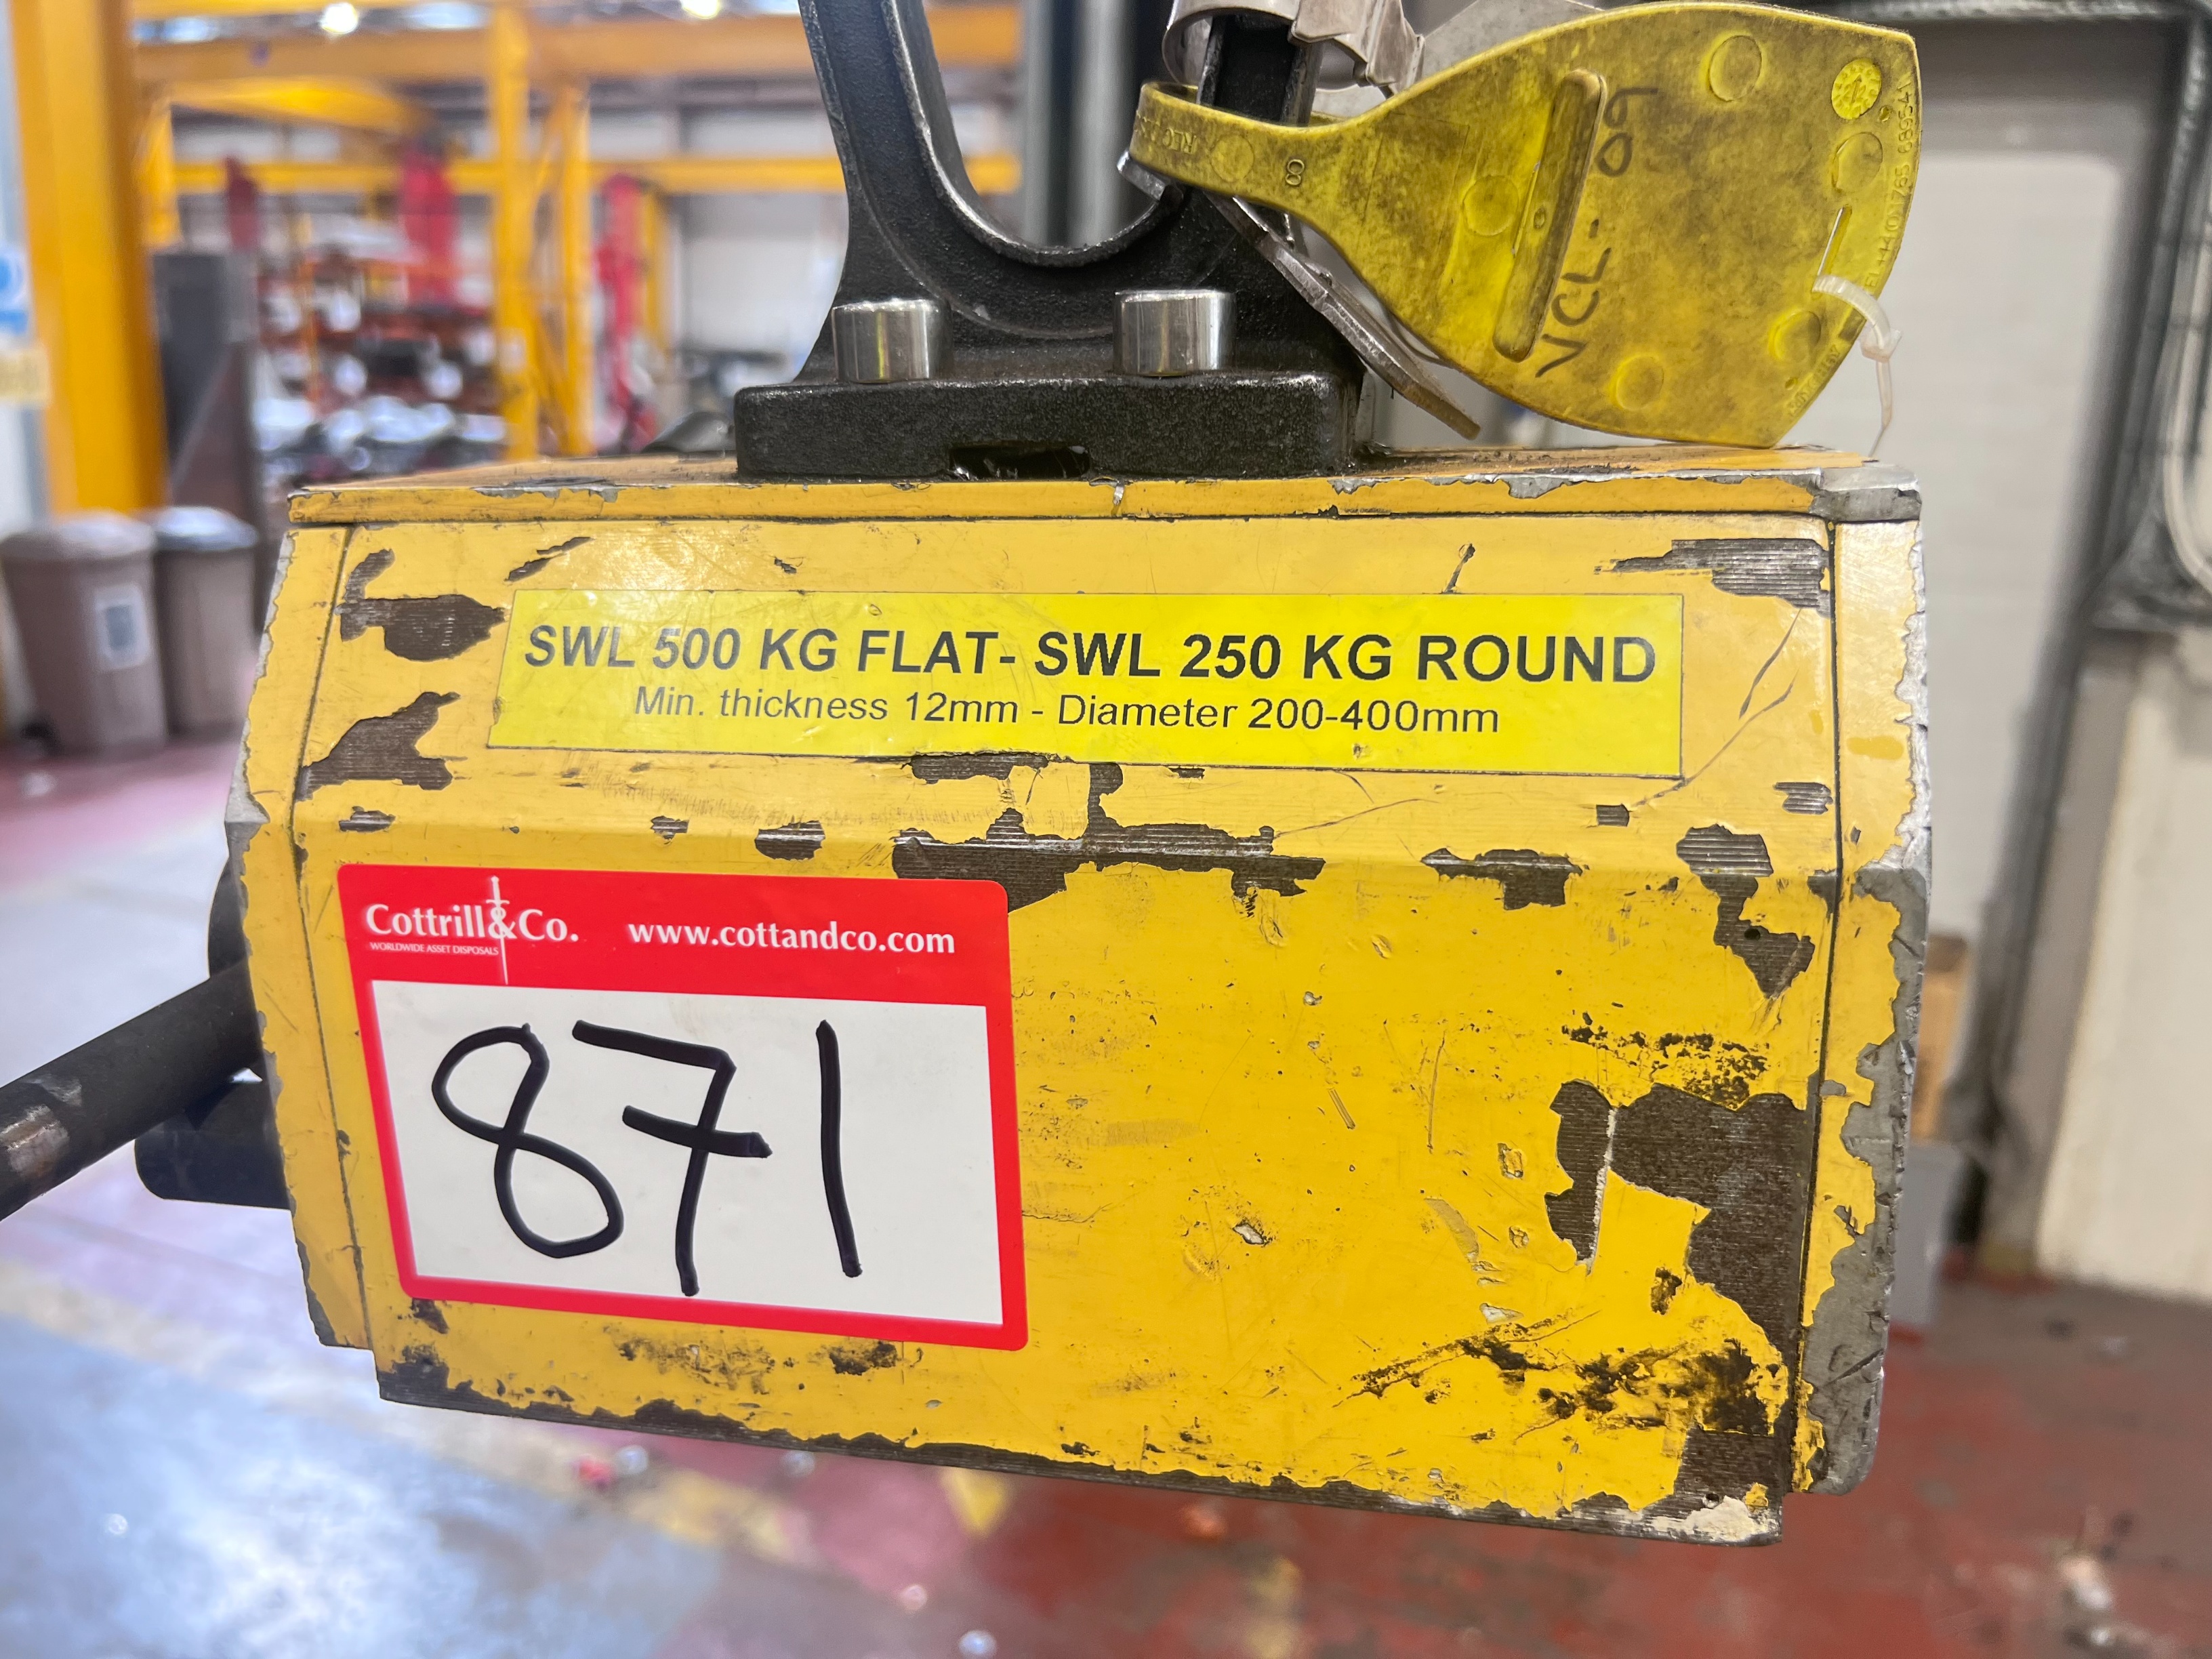 VCL-09
8
SWL 500 KG FLAT- SWL 250 KG ROUND
Min. thickness 12mm - Diameter 200-400mm
Cottrill&Co. www.cottandco.com
WORLDWIDE ASSET DISPOSALS
871